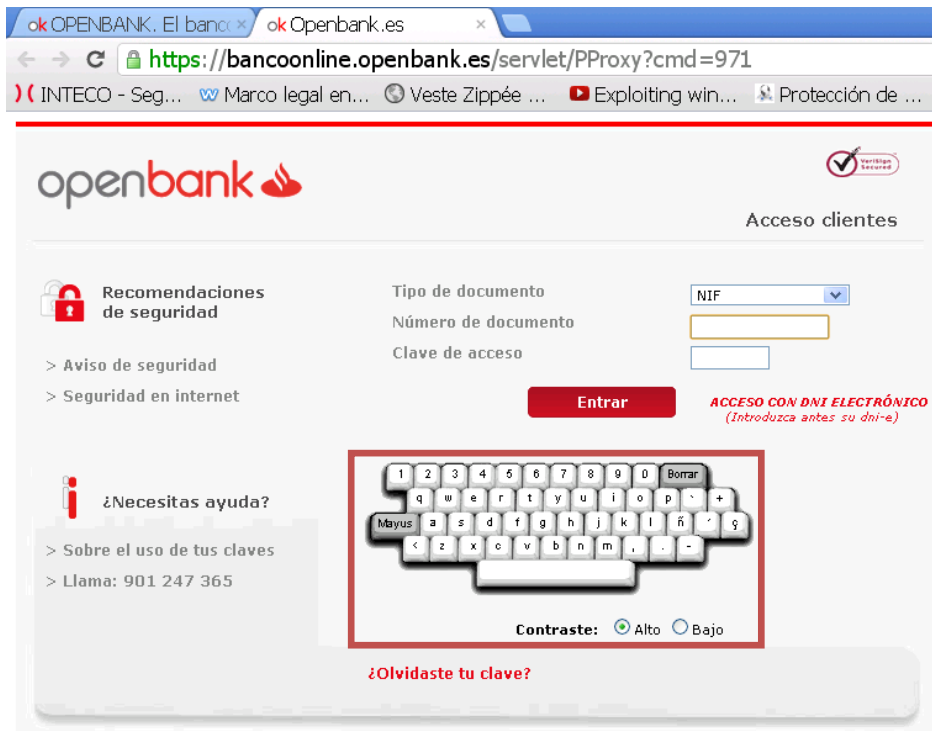 ok OPENBANK. El banco × ok Openbank.es ×
https://bancoonline.openbank.es/servlet/PProxy?cmd=971
INTECO - Seg... Marco legal en... Veste Zippée ... Exploiting win... Protección de ...
openbank
VeriSign
Secured
Acceso clientes
Recomendaciones
de seguridad
> Aviso de seguridad
> Seguridad en internet
Tipo de documento NIF
Número de documento
Clave de acceso
Entrar
ACCESO CON DNI ELECTRÓNICO
(Introduzca antes su dni-e)
¿Necesitas ayuda?
> Sobre el uso de tus claves
> Llama: 901 247 365
1 2 3 4 5 6 7 8 9 0 Borrar
q w e r t y u i o p ` +
Mayus a s d f g h j k l ñ ´ ç
< z x c v b n m , . -
Contraste: Alto Bajo
¿Olvidaste tu clave?